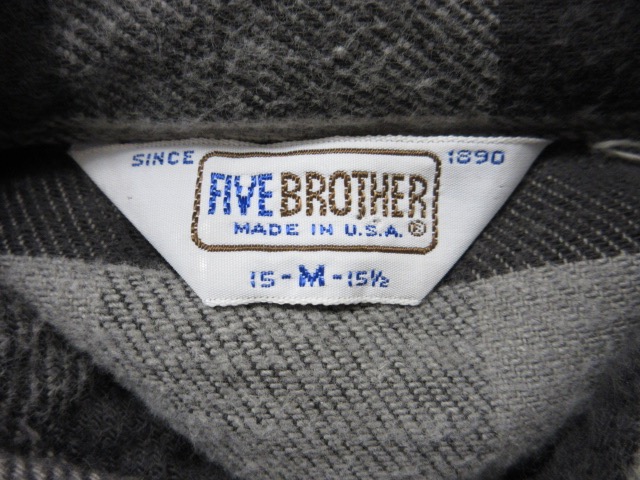 SINCE 1890
FIVE BROTHER
MADE IN U.S.A. ®
15-M-15½